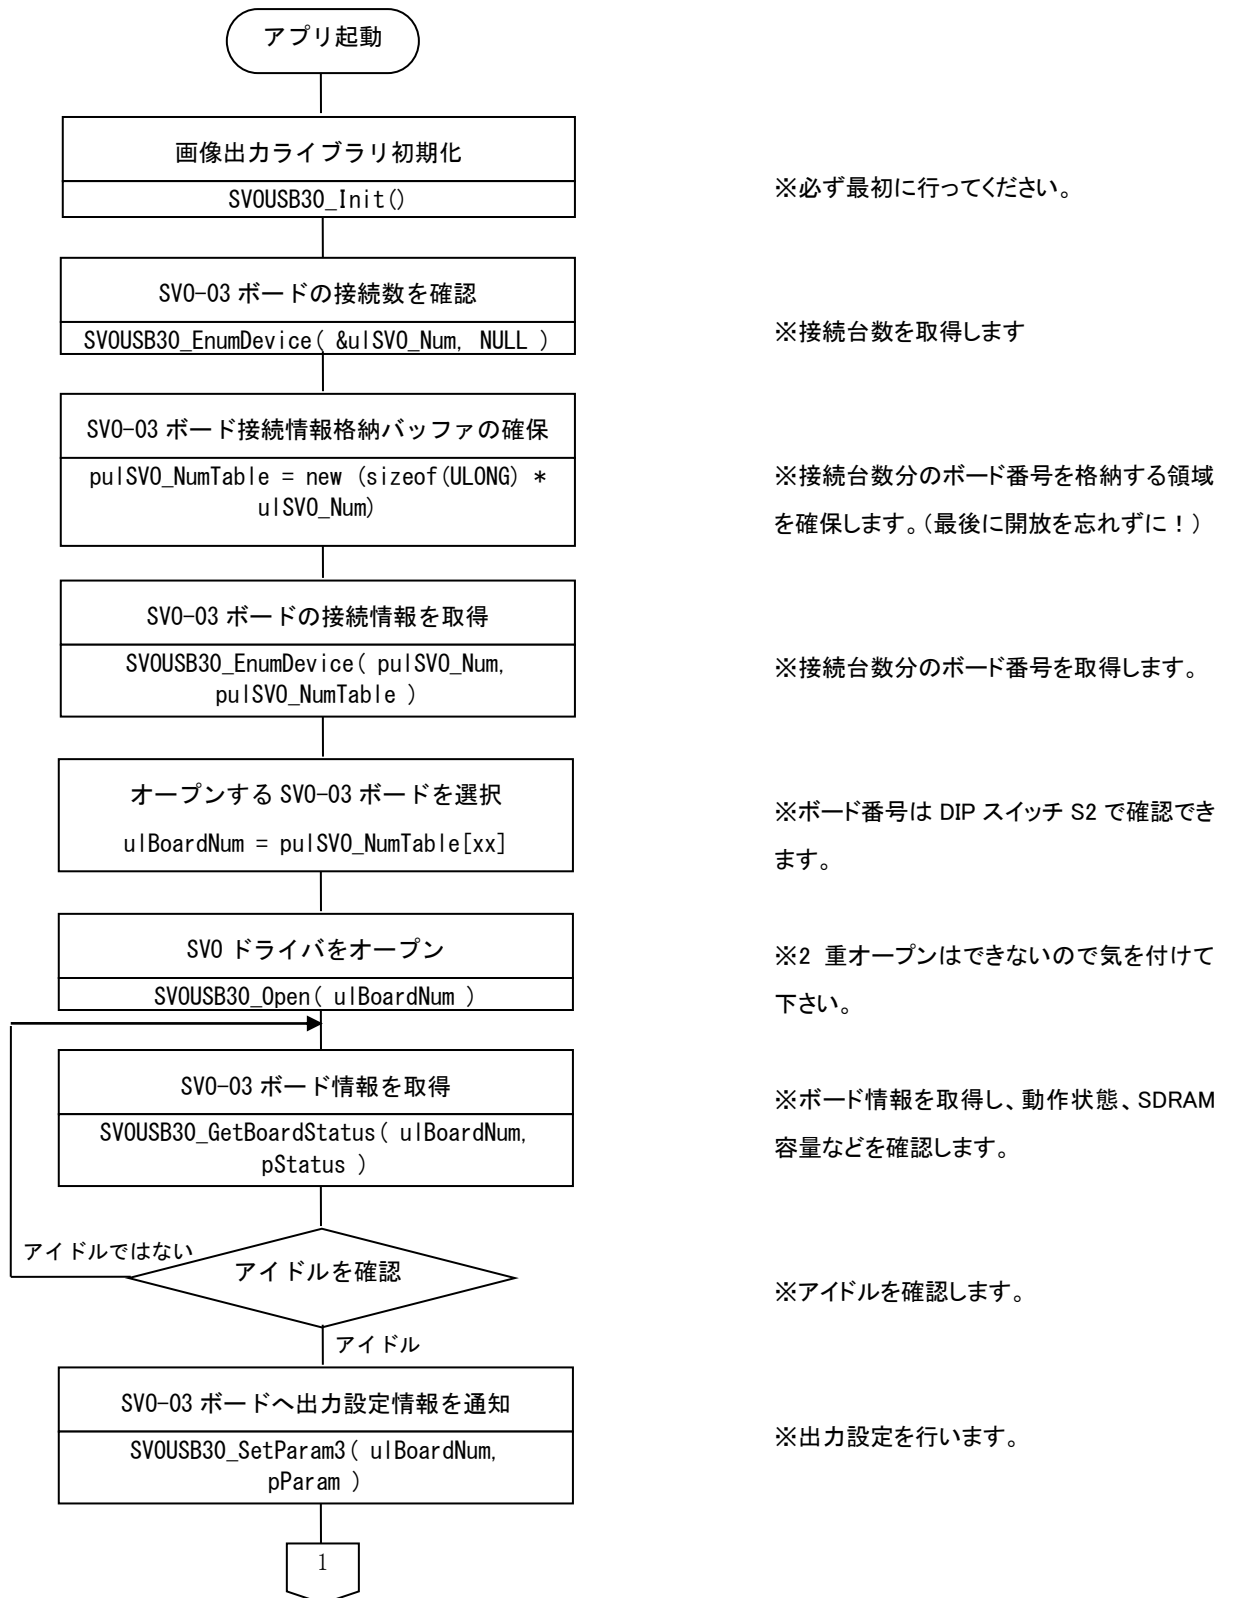 アプリ起動
画像出力ライブラリ初期化
SVOUSB30_Init()
※必ず最初に行ってください。
SVO-03 ボードの接続数を確認
SVOUSB30_EnumDevice( &ulSVO_Num, NULL )
※接続台数を取得します
SVO-03 ボード接続情報格納バッファの確保
pulSVO_NumTable = new (sizeof(ULONG) *
ulSVO_Num)
※接続台数分のボード番号を格納する領域
を確保します。（最後に開放を忘れずに！）
SVO-03 ボードの接続情報を取得
SVOUSB30_EnumDevice( pulSVO_Num,
pulSVO_NumTable )
※接続台数分のボード番号を取得します。
オープンする SVO-03 ボードを選択
ulBoardNum = pulSVO_NumTable[xx]
※ボード番号は DIP スイッチ S2 で確認でき
ます。
SVO ドライバをオープン
SVOUSB30_Open( ulBoardNum )
※2 重オープンはできないので気を付けて
下さい。
SVO-03 ボード情報を取得
SVOUSB30_GetBoardStatus( ulBoardNum,
pStatus )
※ボード情報を取得し、動作状態、SDRAM
容量などを確認します。
アイドルではない
アイドルを確認
※アイドルを確認します。
アイドル
SVO-03 ボードへ出力設定情報を通知
SVOUSB30_SetParam3( ulBoardNum,
pParam )
※出力設定を行います。
1